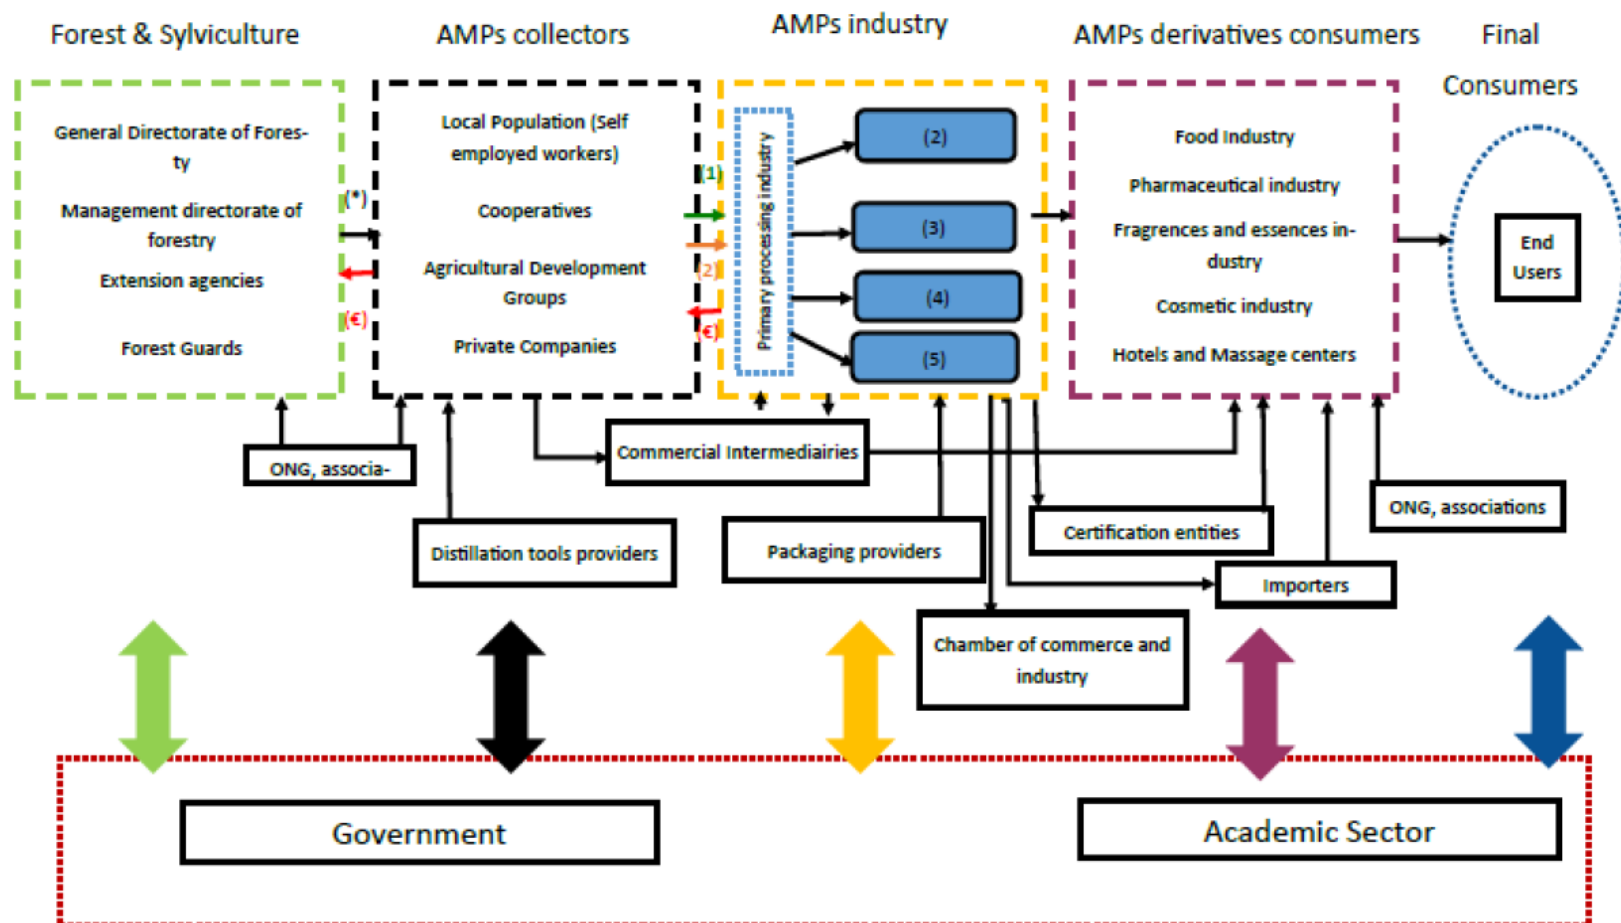 Forest & Sylviculture
AMPs collectors
AMPs industry
AMPs derivatives consumers
Final
Consumers
General Directorate of Fores-
ty
Management directorate of
forestry
Extension agencies
Forest Guards
(*)
(€)
Local Population (Self
employed workers)
Cooperatives
Agricultural Development
Groups
Private Companies
(1)
(2)
(€)
Primary processing industry
(2)
(3)
(4)
(5)
Food Industry
Pharmaceutical industry
Fragrences and essences in-
dustry
Cosmetic industry
Hotels and Massage centers
End
Users
ONG, associa-
Commercial Intermediairies
Distillation tools providers
Packaging providers
Certification entities
ONG, associations
Importers
Chamber of commerce and
industry
Government
Academic Sector